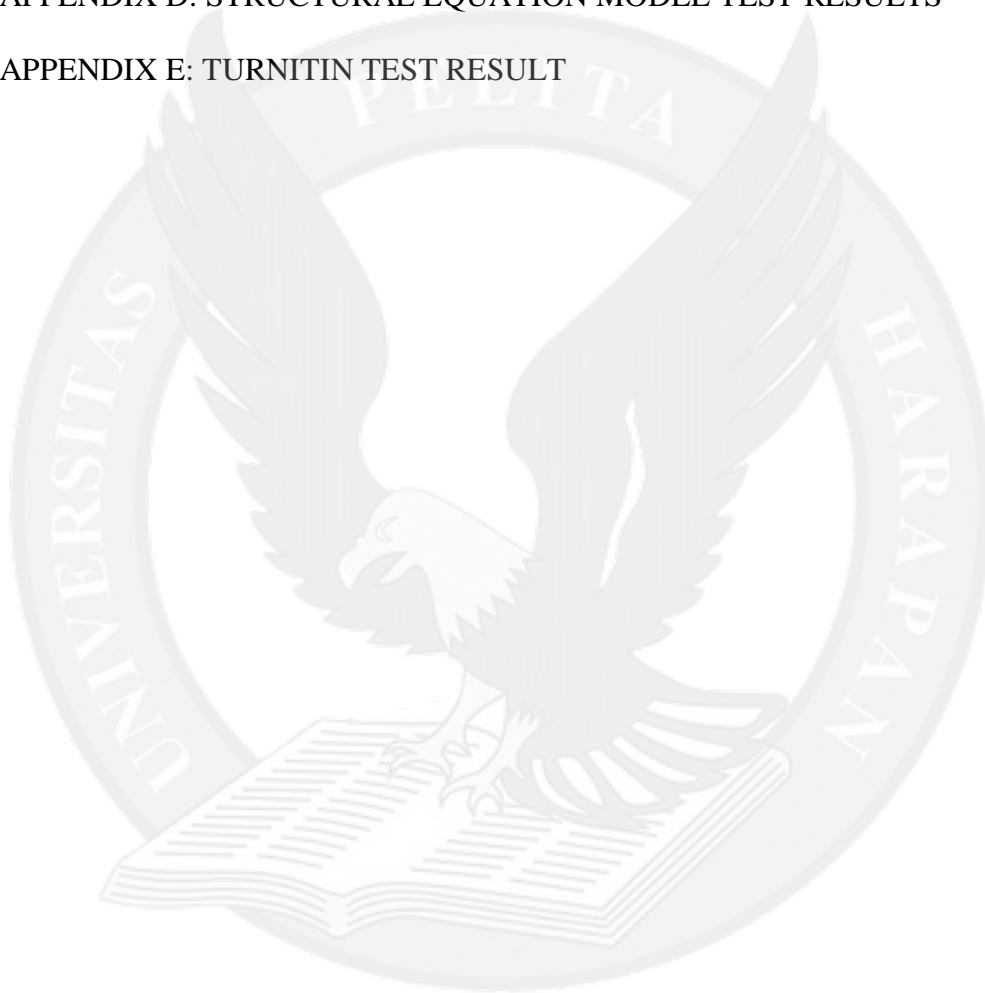 APPENDIX D: STRUCTURAL EQUATION MODEL TEST RESULTS
APPENDIX E: TURNITIN TEST RESULT
UNIVERSITAS PELITA HARAPAN